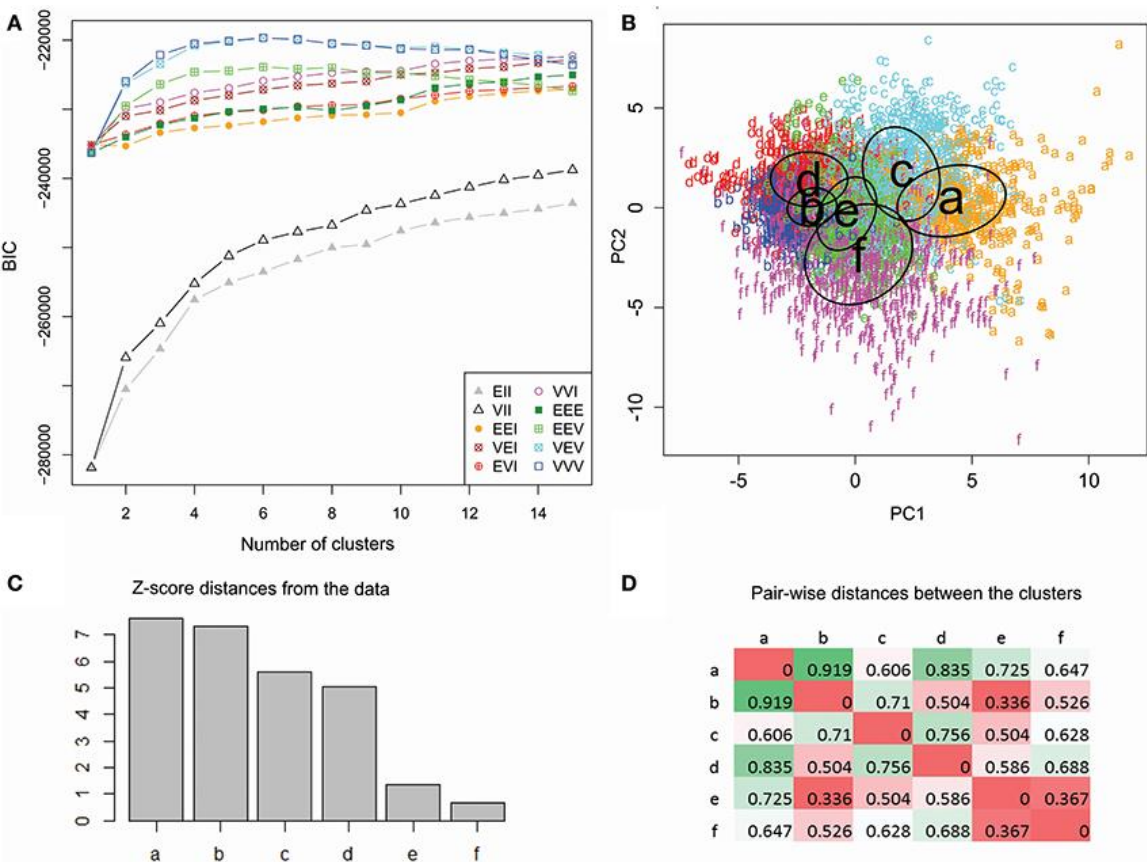 A
BIC
-220000
-240000
-260000
-280000
2 4 6 8 10 12 14
Number of clusters
EII VVI
VII EEE
EEI EEV
VEI VEV
EVI VVV
B
PC2
5
0
-5
-10
-5 0 5 10
PC1
a
b
c
d
e
f
C
Z-score distances from the data
7
6
5
4
3
2
1
0
a b c d e f
D
Pair-wise distances between the clusters
a b c d e f
a 0 0.919 0.606 0.835 0.725 0.647
b 0.919 0 0.71 0.504 0.336 0.526
c 0.606 0.71 0 0.756 0.504 0.628
d 0.835 0.504 0.756 0 0.586 0.688
e 0.725 0.336 0.504 0.586 0 0.367
f 0.647 0.526 0.628 0.688 0.367 0